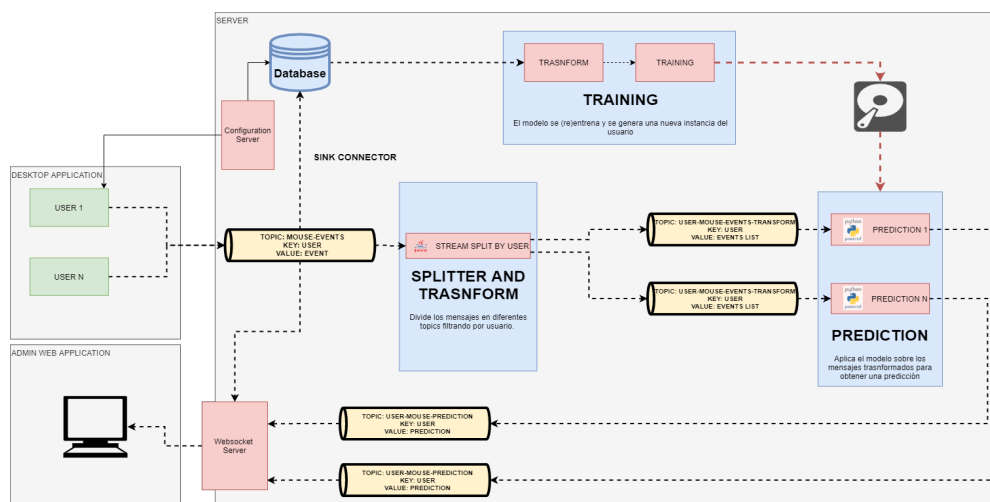 SERVER
Database
TRASNFORM
TRAINING
TRAINING
El modelo se (re)entrena y se genera una nueva instancia del
usuario
Configuration
Server
SINK CONNECTOR
DESKTOP APPLICATION
USER 1
USER N
TOPIC: MOUSE-EVENTS
KEY: USER
VALUE: EVENT
STREAM SPLIT BY USER
SPLITTER AND
TRASNFORM
Divide los mensajes en diferentes
topics filtrando por usuario.
TOPIC: USER-MOUSE-EVENTS-TRANSFORM
KEY: USER
VALUE: EVENTS LIST
TOPIC: USER-MOUSE-EVENTS-TRANSFORM
KEY: USER
VALUE: EVENTS LIST
python
powered
PREDICTION 1
python
powered
PREDICTION N
PREDICTION
Aplica el modelo sobre los
mensajes trasnformados para
obtener una predicción
ADMIN WEB APPLICATION
Websocket
Server
TOPIC: USER-MOUSE-PREDICTION
KEY: USER
VALUE: PREDICTION
TOPIC: USER-MOUSE-PREDICTION
KEY: USER
VALUE: PREDICTION